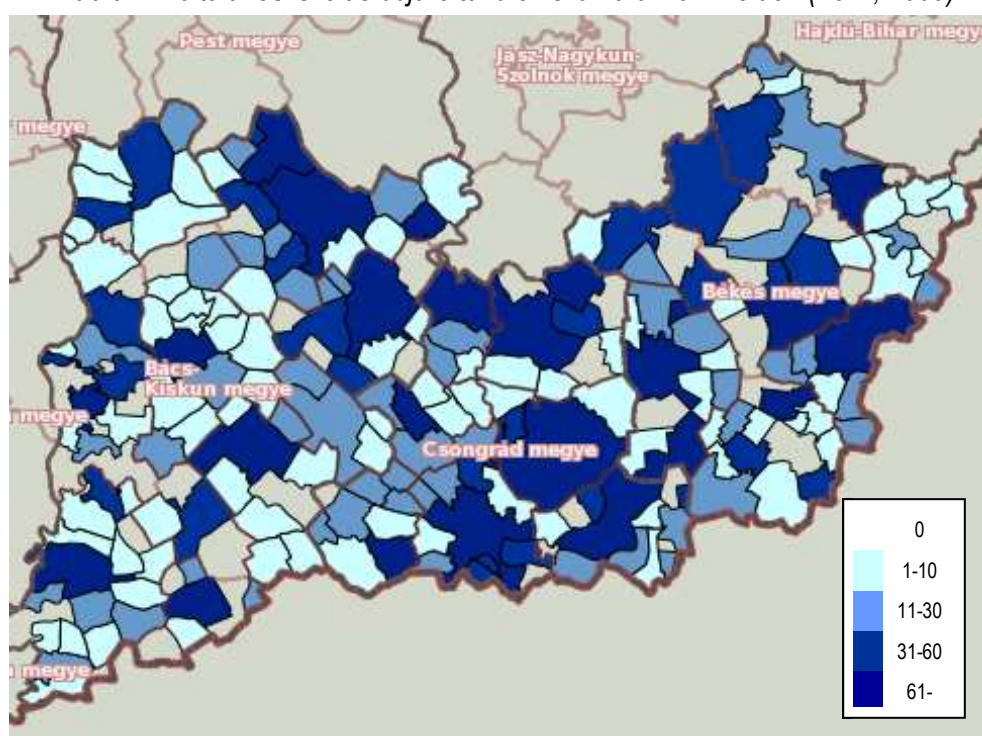 Pest megye
Hajdú-Bihar megye
Jász-Nagykun-
Szolnok megye
megye
Békés megye
Bács-
Kiskun megye
megye
Csongrád megye
megye
0
1-10
11-30
31-60
61-